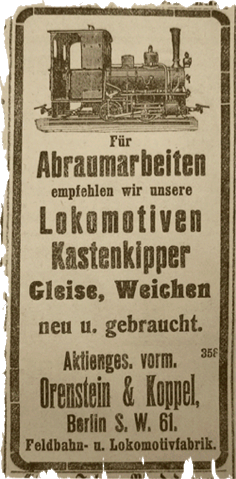 Für
Abraumarbeiten
empfehlen wir unsere
Lokomotiven
Kastenkipper
Gleise, Weichen
neu u. gebraucht.
Aktienges. vorm. 358
Orenstein & Koppel,
Berlin S. W. 61.
Feldbahn- u. Lokomotivfabrik.